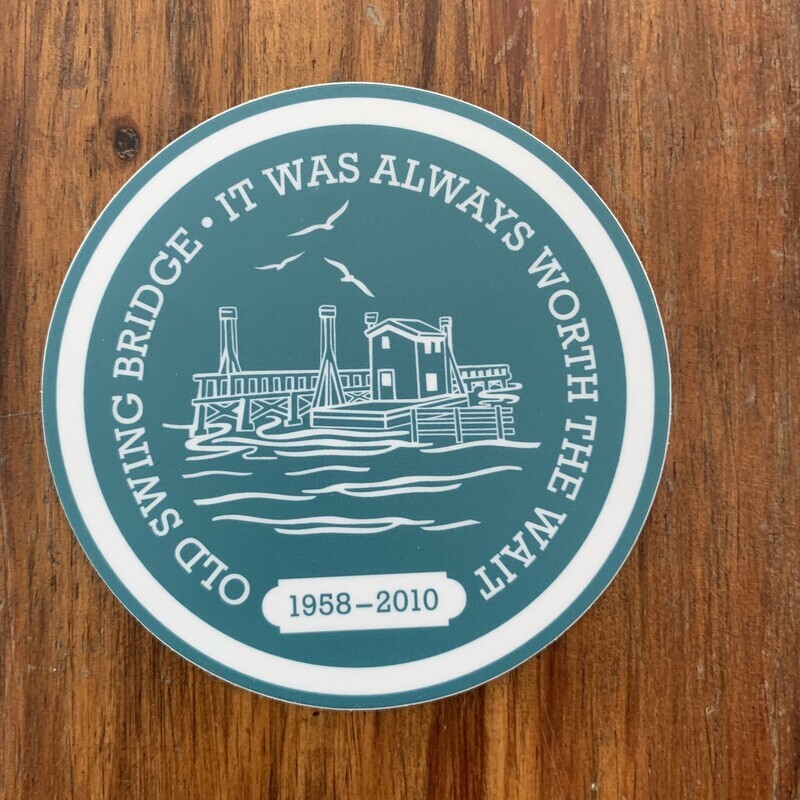 OLD SWING BRIDGE • IT WAS ALWAYS WORTH THE WAIT
1958–2010